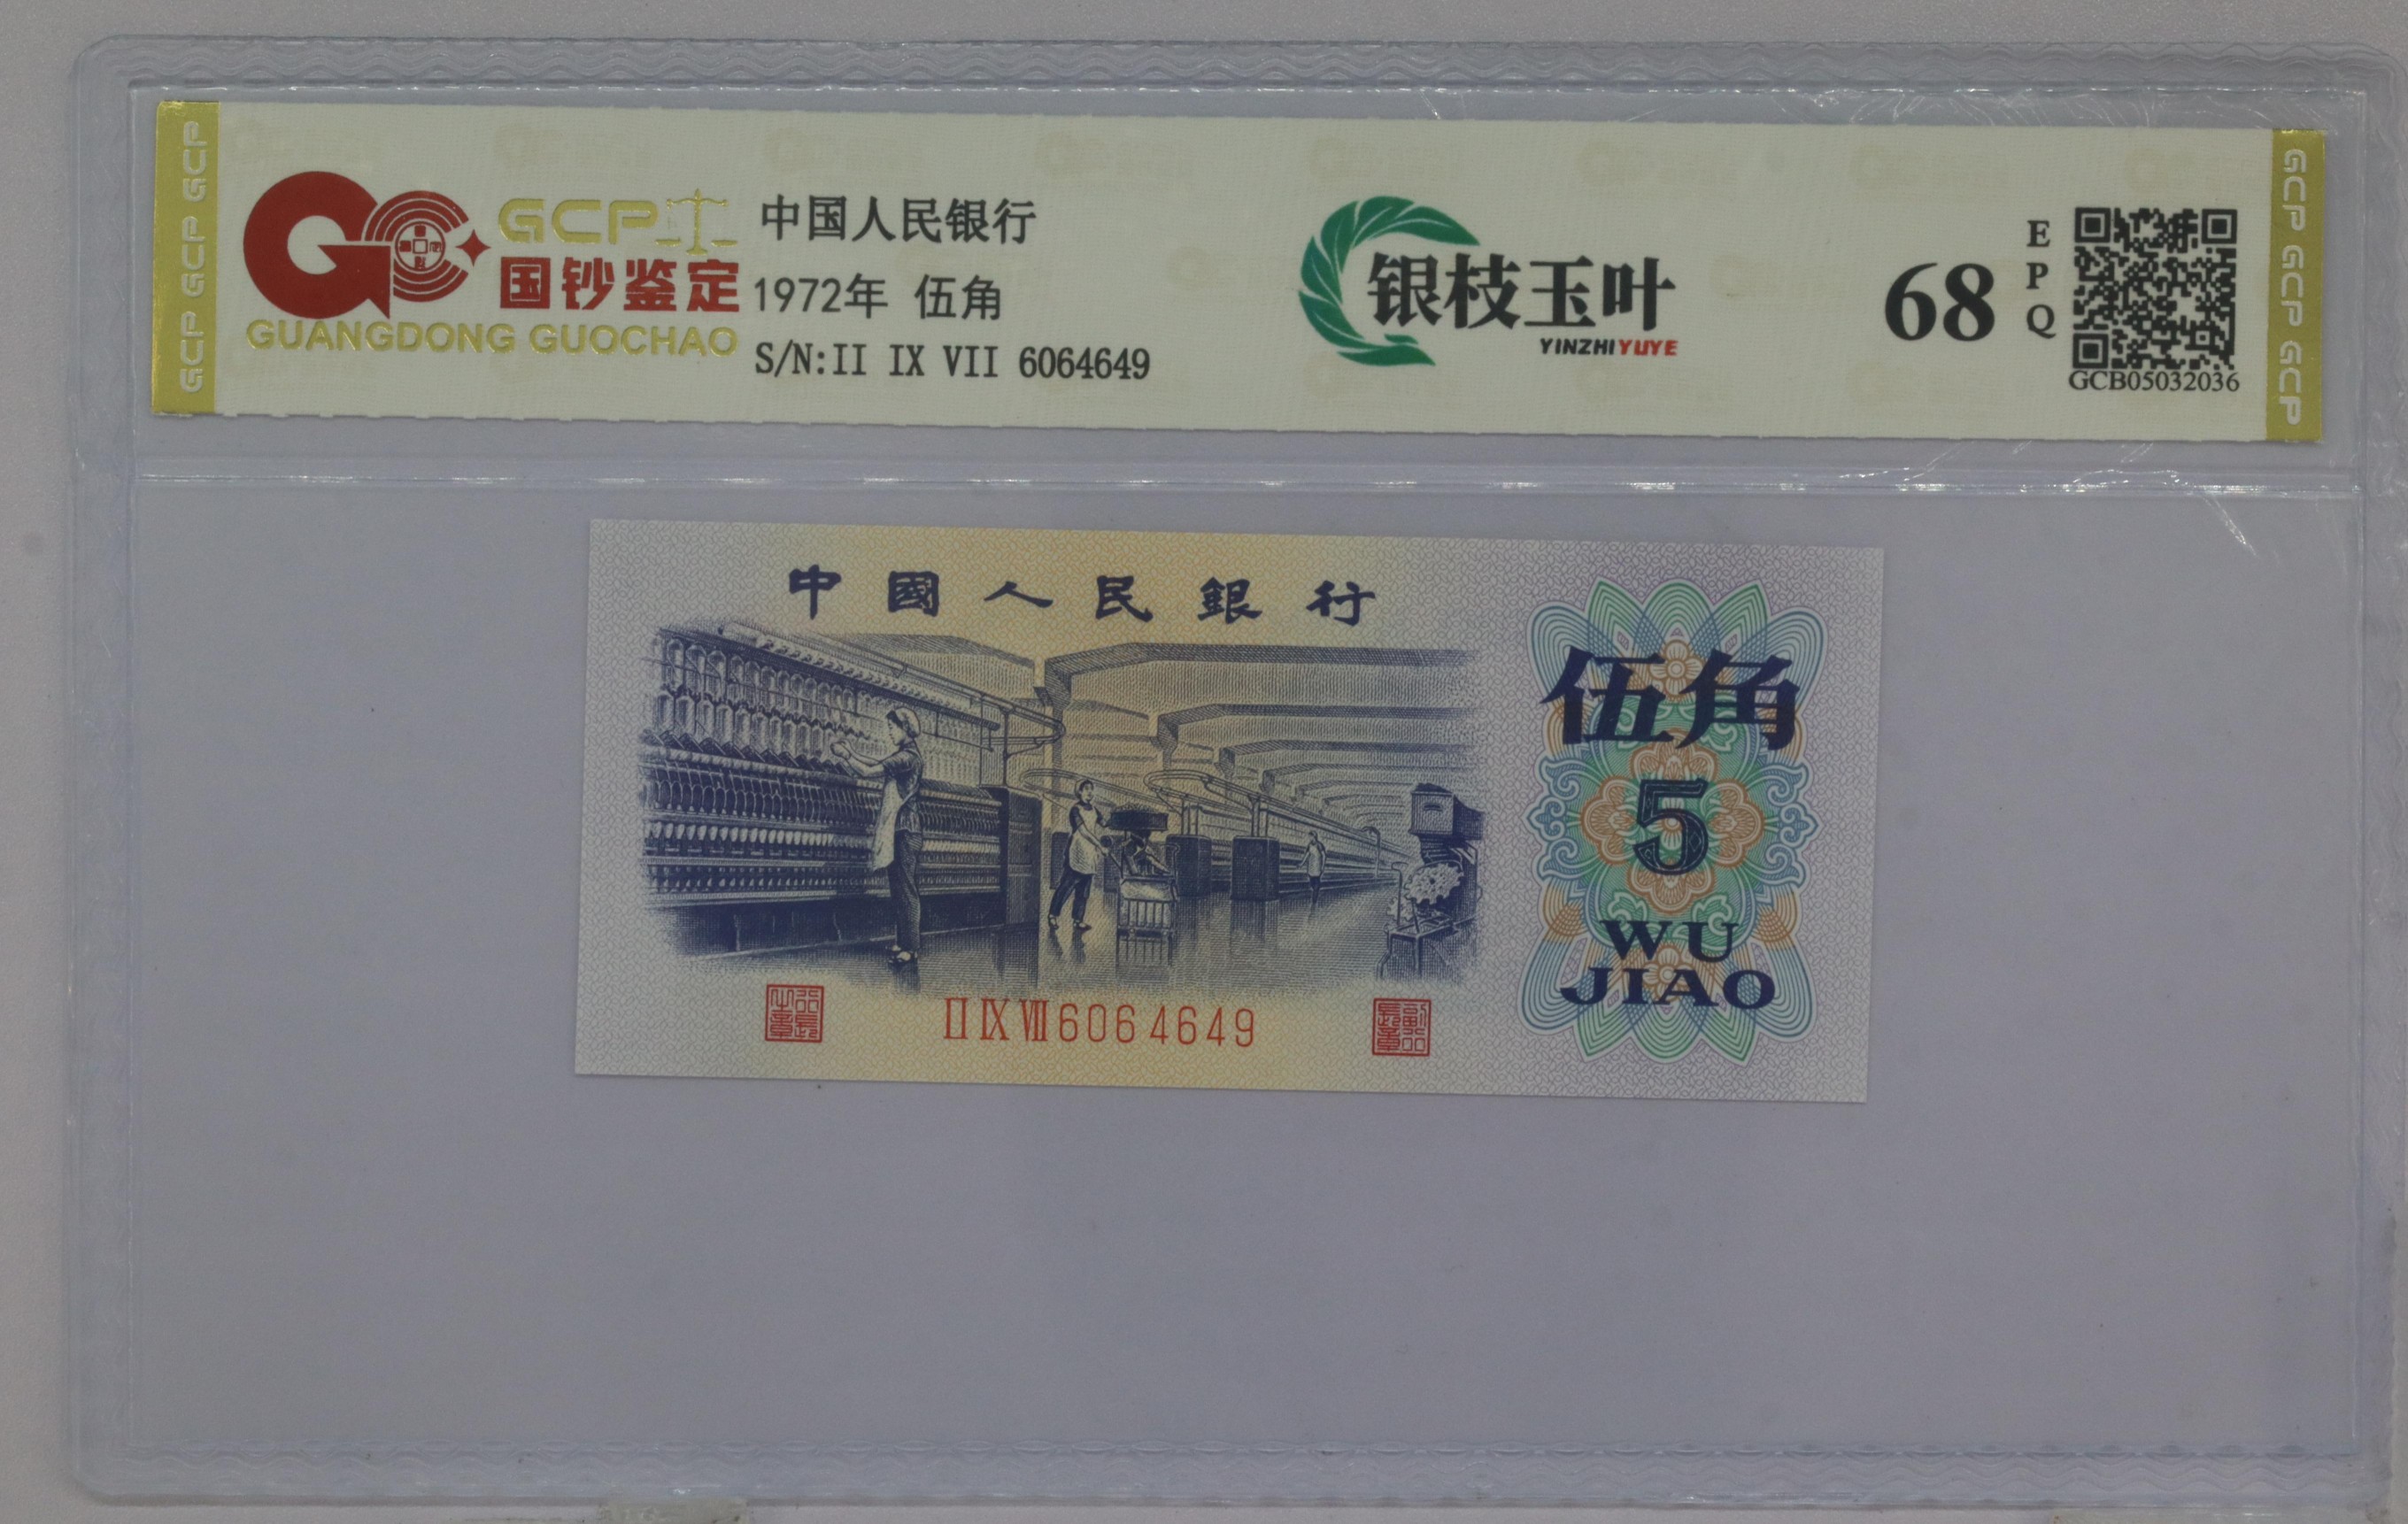 GCP GCP GCP
GCP
国钞鉴定
GUANGDONG GUOCHAO
中国人民银行
1972年 伍角
S/N:II IX VII 6064649
银枝玉叶
YINZHIYUYE
68
EPQ
GCB05032036
GCP GCP GCP
中國人民銀行
伍角
5
WU
JIAO
II IX VII 6064649